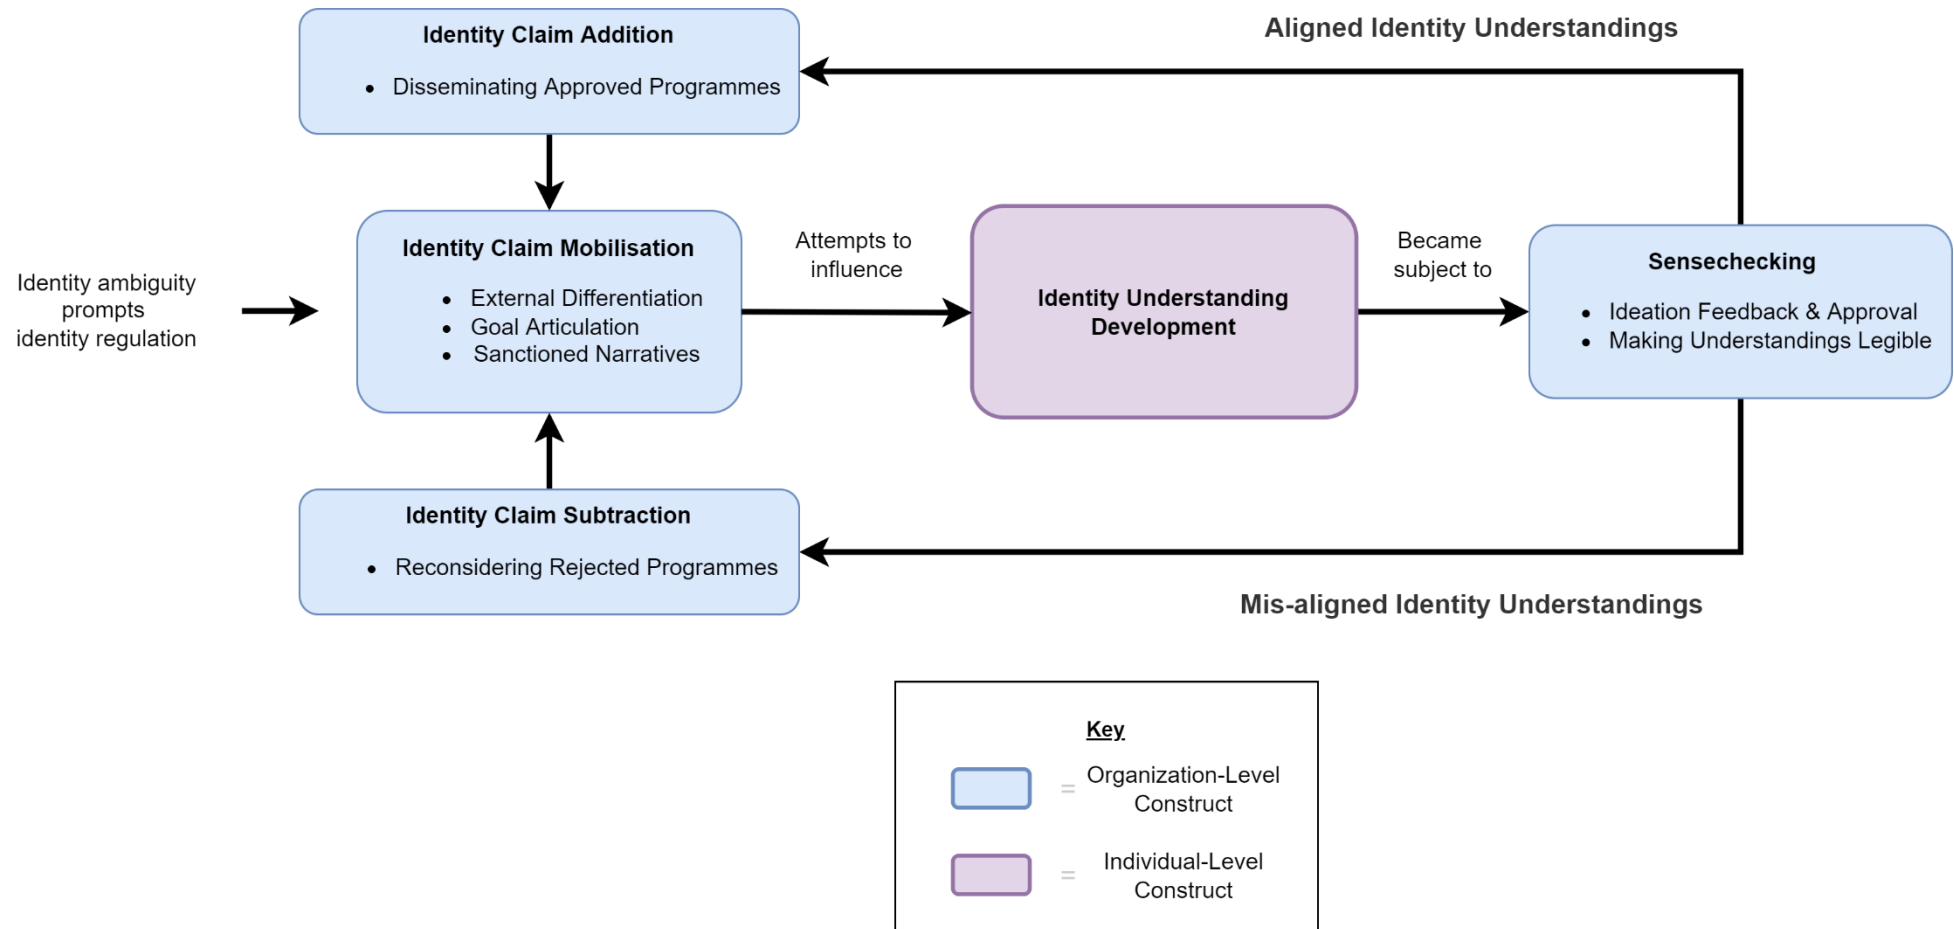 Identity Claim Addition
• Disseminating Approved Programmes
Aligned Identity Understandings
Identity ambiguity
prompts
identity regulation
Identity Claim Mobilisation
• External Differentiation
• Goal Articulation
• Sanctioned Narratives
Attempts to
influence
Identity Understanding
Development
Became
subject to
Sensechecking
• Ideation Feedback & Approval
• Making Understandings Legible
Identity Claim Subtraction
• Reconsidering Rejected Programmes
Mis-aligned Identity Understandings
Key
= Organization-Level
Construct
= Individual-Level
Construct